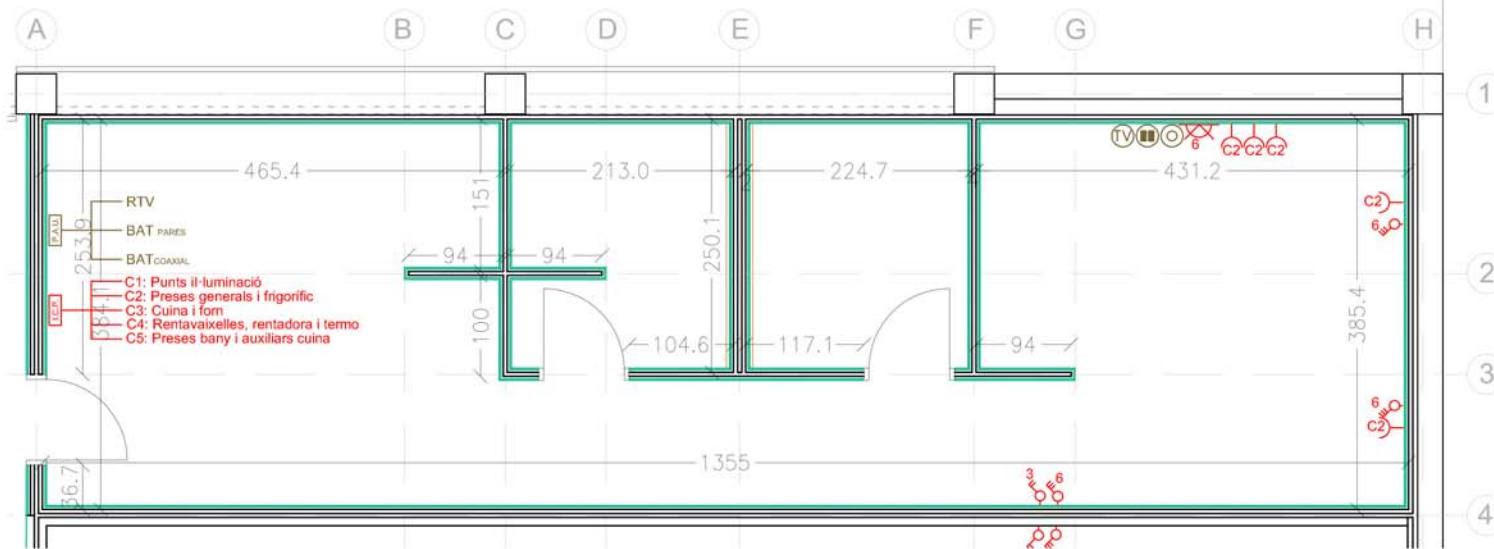 A B C D E F G H
1
TV
6
C2 C2 C2
465.4 213.0 224.7 431.2
151
RTV
C2
P.A.U.
BAT PARES
6
253.9
250.1
BAT COAXIAL
94 94
2
C1: Punts il·luminació
C2: Preses generals i frigorífic
I.C.P.
C3: Cuina i forn
C4: Rentavaixelles, rentadora i termo
C5: Preses bany i auxiliars cuina
384.1
100
385.4
104.6 117.1 94
3
6
C2
1355
36.7
3 6
4